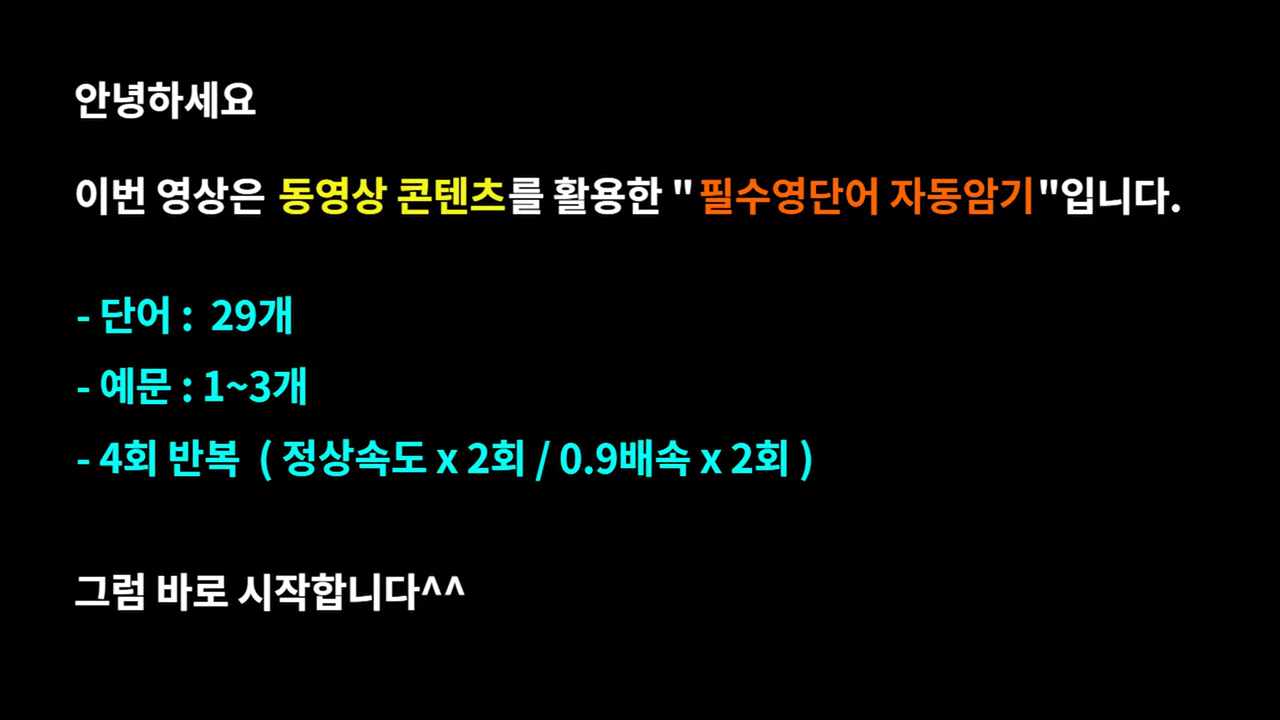 안녕하세요
이번 영상은 동영상 콘텐츠를 활용한 "필수영단어 자동암기"입니다.
- 단어 : 29개
- 예문 : 1~3개
- 4회 반복 ( 정상속도 x 2회 / 0.9배속 x 2회 )
그럼 바로 시작합니다^^